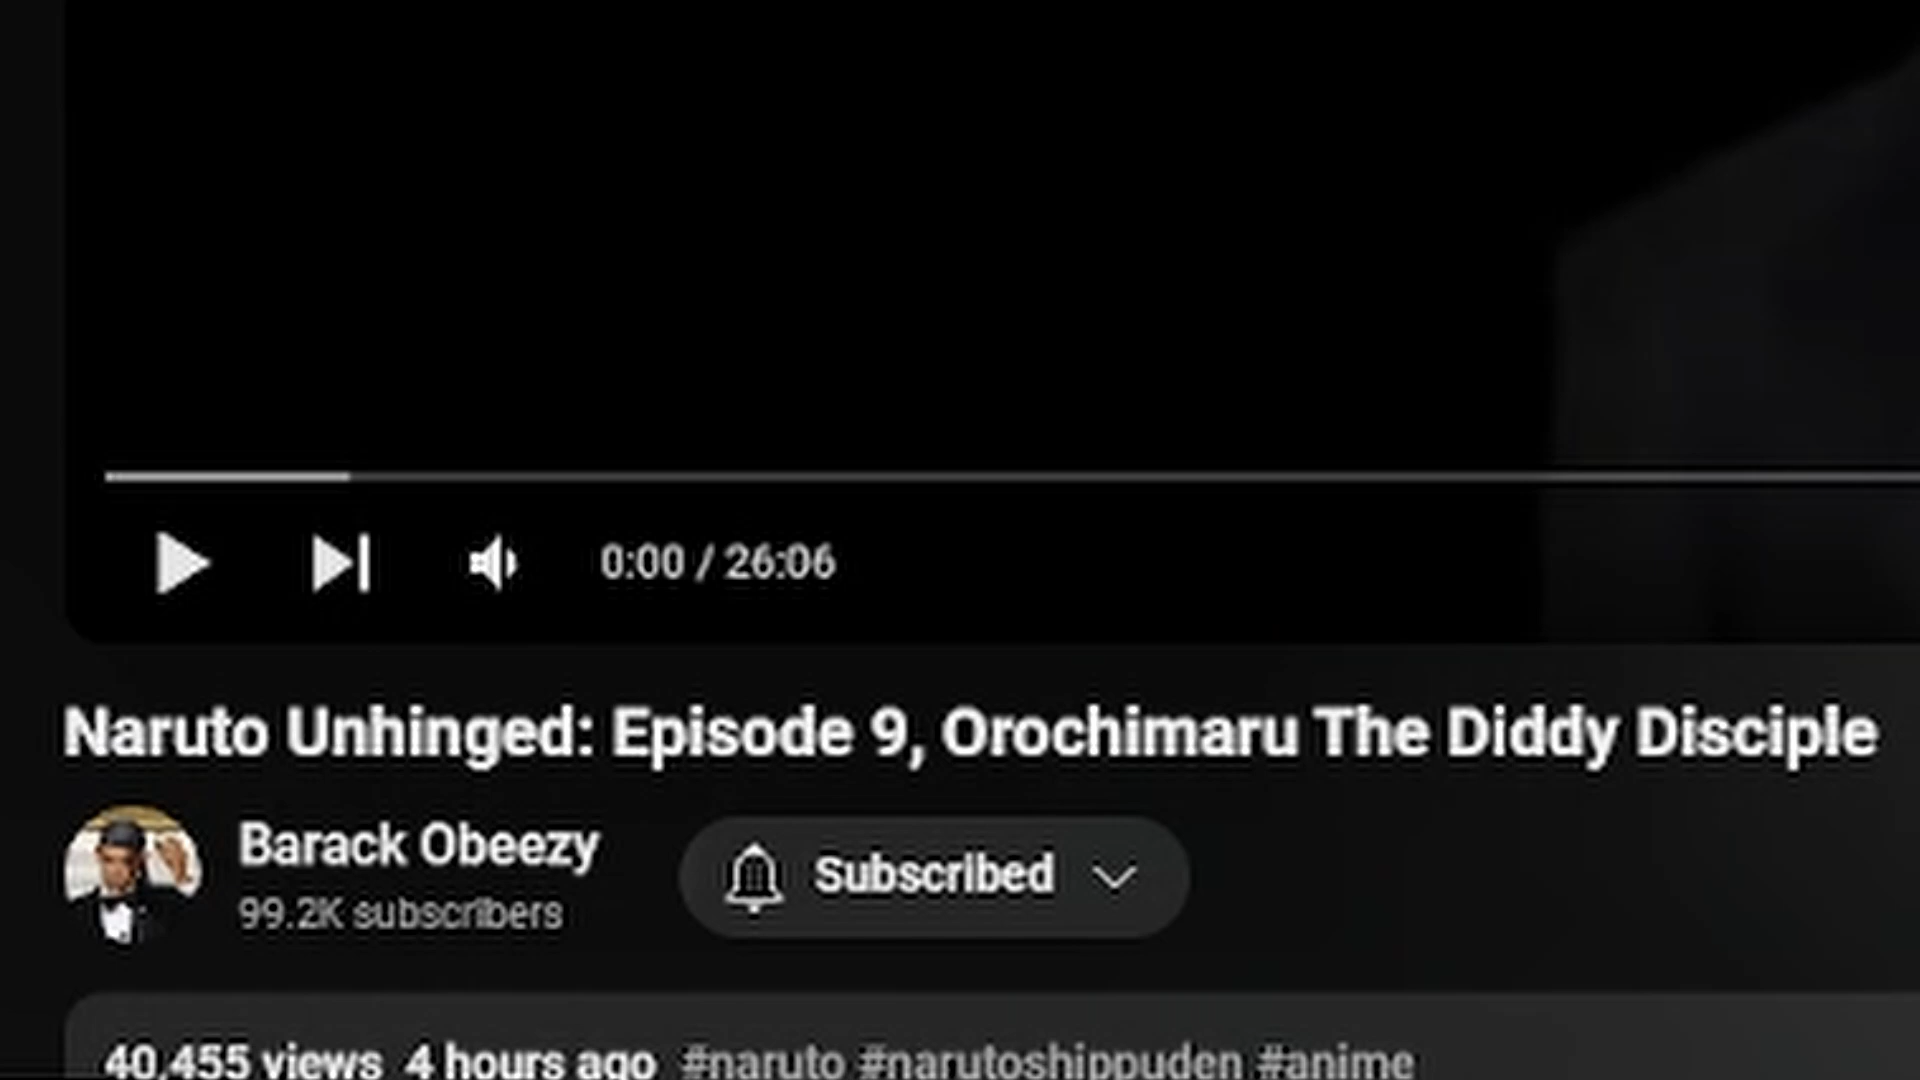 0:00 / 26:06
Naruto Unhinged: Episode 9, Orochimaru The Diddy Disciple
Barack Obeezy
99.2K subscribers
Subscribed
40,455 views 4 hours ago #naruto #narutoshippuden #anime